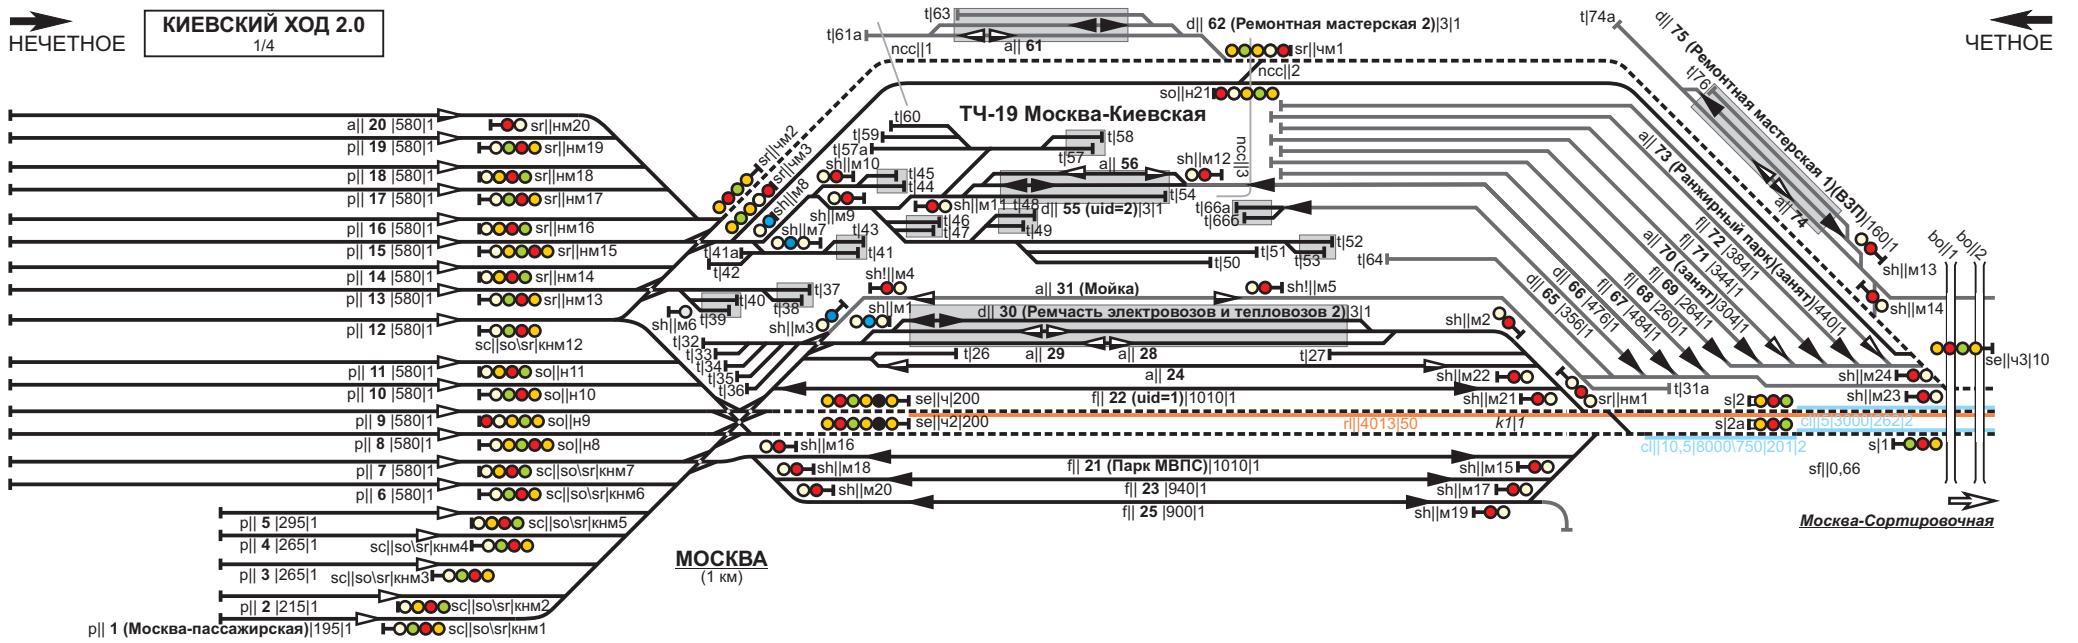 НЕЧЕТНОЕ
КИЕВСКИЙ ХОД 2.0
1/4
ЧЕТНОЕ
t|63
t|61a
a|| 61
d|| 62 (Ремонтная мастерская 2)|3|1
sr||чм1
ncc||1
ncc||2
ncc||3
so||н21
t|74a
d|| 75 (Ремонтная мастерская 1)(ВЗП)|160|1
t|76
a|| 74
a|| 73 (Ранжирный парк)(занят)|440|1
f|| 72 |384|1
f|| 71 |344|1
a|| 70 (занят)|304|1
f|| 69 |264|1
f|| 68 |260|1
f|| 67 |484|1
d|| 66 |476|1
d|| 65 |356|1
t|64
ТЧ-19 Москва-Киевская
t|60
t|59
t|57a
t|58
t|57
a|| 56
sh||м12
t|54
d|| 55 (uid=2)|3|1
t|66a
t|66б
sr||чм2
sr||чм3
sh||м8
sh||м10
t|45
t|44
sh||м9
sh||м11
t|48
t|49
t|46
t|47
sh||м7
t|43
t|41
t|41a
t|42
t|52
t|51
t|53
t|50
sh!||м4
a|| 31 (Мойка)
sh!||м5
t|37
t|38
t|40
t|39
sh||м6
sh||м3
sh||м1
d|| 30 (Ремчасть электровозов и тепловозов 2)|3|1
sh||м2
t|32
t|33
t|34
t|35
t|36
t|26
a|| 29
a|| 28
t|27
a|| 24
sh||м22
sh||м21
sr||нм1
t|31a
f|| 22 (uid=1)|1010|1
se||ч|200
se||ч2|200
rl||4013|50
k1|1
s|2
s|2a
cl||5|3000|262|2
cl||10,5|8000\750|201|2
s|1
sf||0,66
sh||м13
sh||м14
sh||м24
sh||м23
bo||1
bo||2
se||ч3|10
Москва-Сортировочная
sh||м16
sh||м18
sh||м20
f|| 21 (Парк МВПС)|1010|1
f|| 23 |940|1
f|| 25 |900|1
sh||м15
sh||м17
sh||м19
МОСКВА
(1 км)
a|| 20 |580|1
sr||нм20
p|| 19 |580|1
sr||нм19
p|| 18 |580|1
sr||нм18
p|| 17 |580|1
sr||нм17
p|| 16 |580|1
sr||нм16
p|| 15 |580|1
sr||нм15
p|| 14 |580|1
sr||нм14
p|| 13 |580|1
sr||нм13
p|| 12 |580|1
sc||so\sr|кнм12
p|| 11 |580|1
so||н11
p|| 10 |580|1
so||н10
p|| 9 |580|1
so||н9
p|| 8 |580|1
so||н8
p|| 7 |580|1
sc||so\sr|кнм7
p|| 6 |580|1
sc||so\sr|кнм6
p|| 5 |295|1
sc||so\sr|кнм5
p|| 4 |265|1
sc||so\sr|кнм4
p|| 3 |265|1
sc||so\sr|кнм3
p|| 2 |215|1
sc||so\sr|кнм2
p|| 1 (Москва-пассажирская)|195|1
sc||so\sr|кнм1